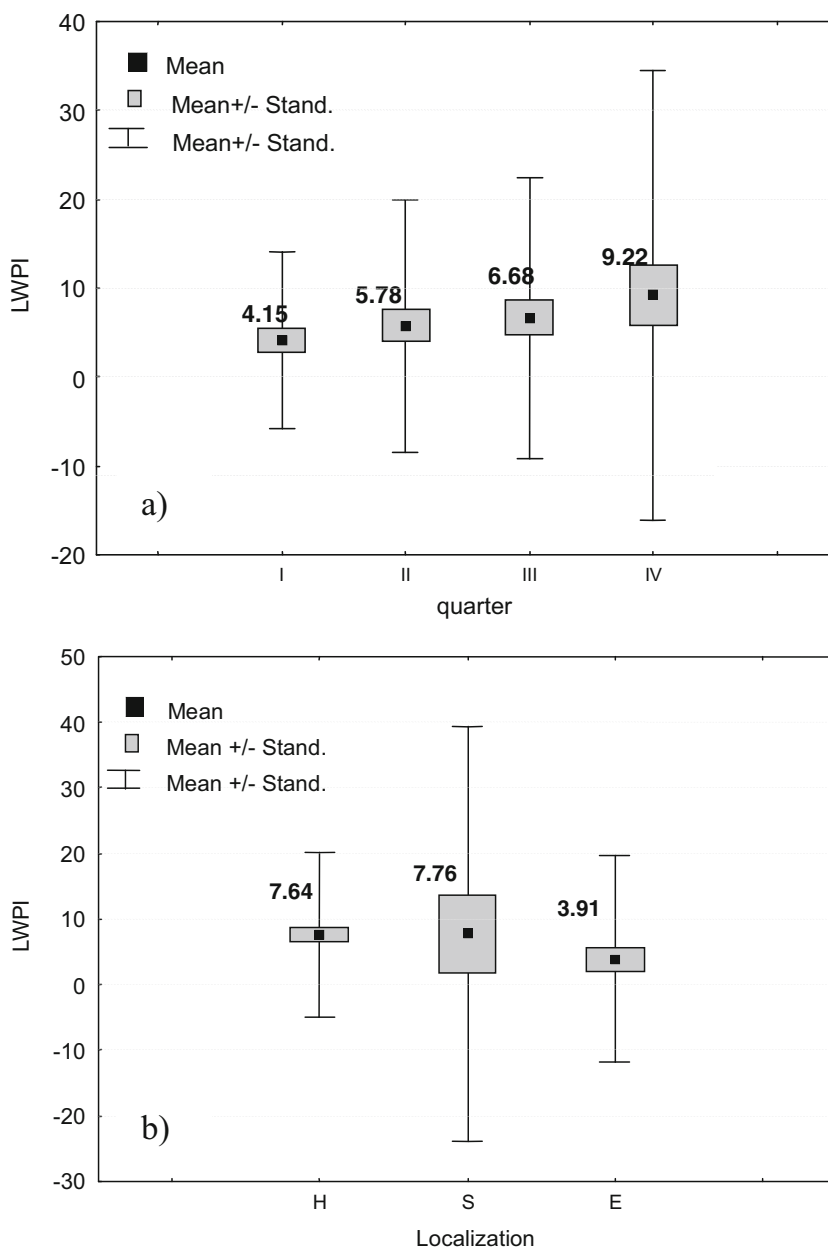 40
Mean
Mean+/- Stand.
Mean+/- Stand.
30
20
10
0
-10
-20
LWPI
4.15
5.78
6.68
9.22
a)
I II III IV
quarter
50
Mean
Mean +/- Stand.
Mean +/- Stand.
40
30
20
10
0
-10
-20
-30
LWPI
7.64
7.76
3.91
b)
H S E
Localization